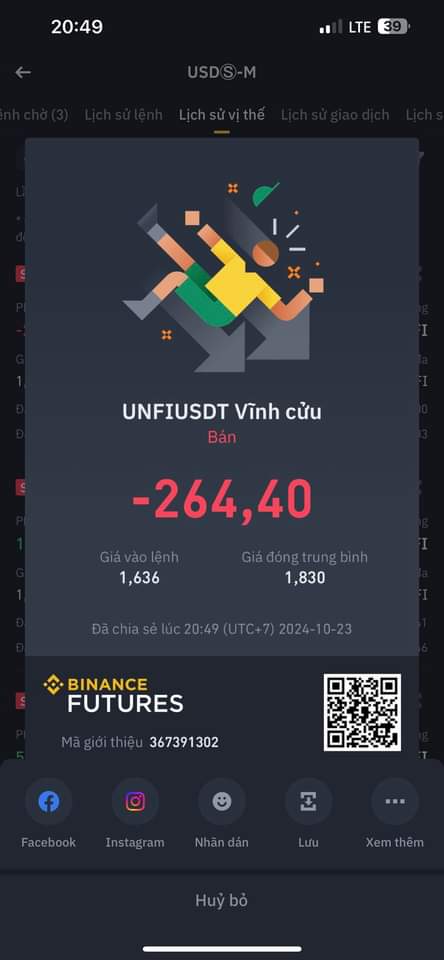 20:49
LTE
39
USDⓈ-M
ệnh chờ (3) Lịch sử lệnh Lịch sử vị thế Lịch sử giao dịch Lịch s
UNFIUSDT Vĩnh cửu
Bán
-264,40
Giá vào lệnh Giá đóng trung bình
1,636 1,830
Đã chia sẻ lúc 20:49 (UTC+7) 2024-10-23
BINANCE
FUTURES
Mã giới thiệu 367391302
Facebook Instagram Nhãn dán Lưu Xem thêm
Huỷ bỏ